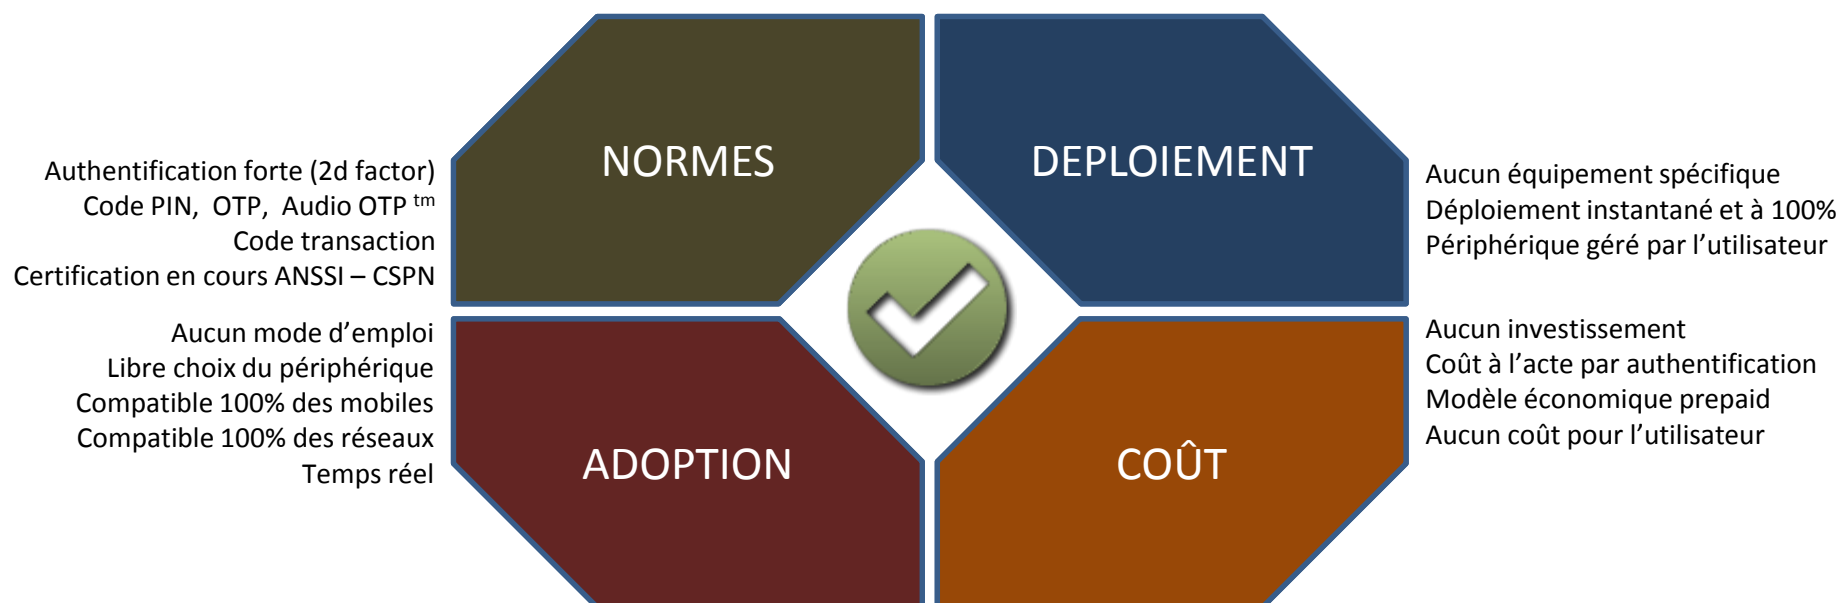 NORMES
Authentification forte (2d factor)
Code PIN, OTP, Audio OTP tm
Code transaction
Certification en cours ANSSI – CSPN
DEPLOIEMENT
Aucun équipement spécifique
Déploiement instantané et à 100%
Périphérique géré par l’utilisateur
ADOPTION
Aucun mode d’emploi
Libre choix du périphérique
Compatible 100% des mobiles
Compatible 100% des réseaux
Temps réel
COÛT
Aucun investissement
Coût à l’acte par authentification
Modèle économique prepaid
Aucun coût pour l’utilisateur